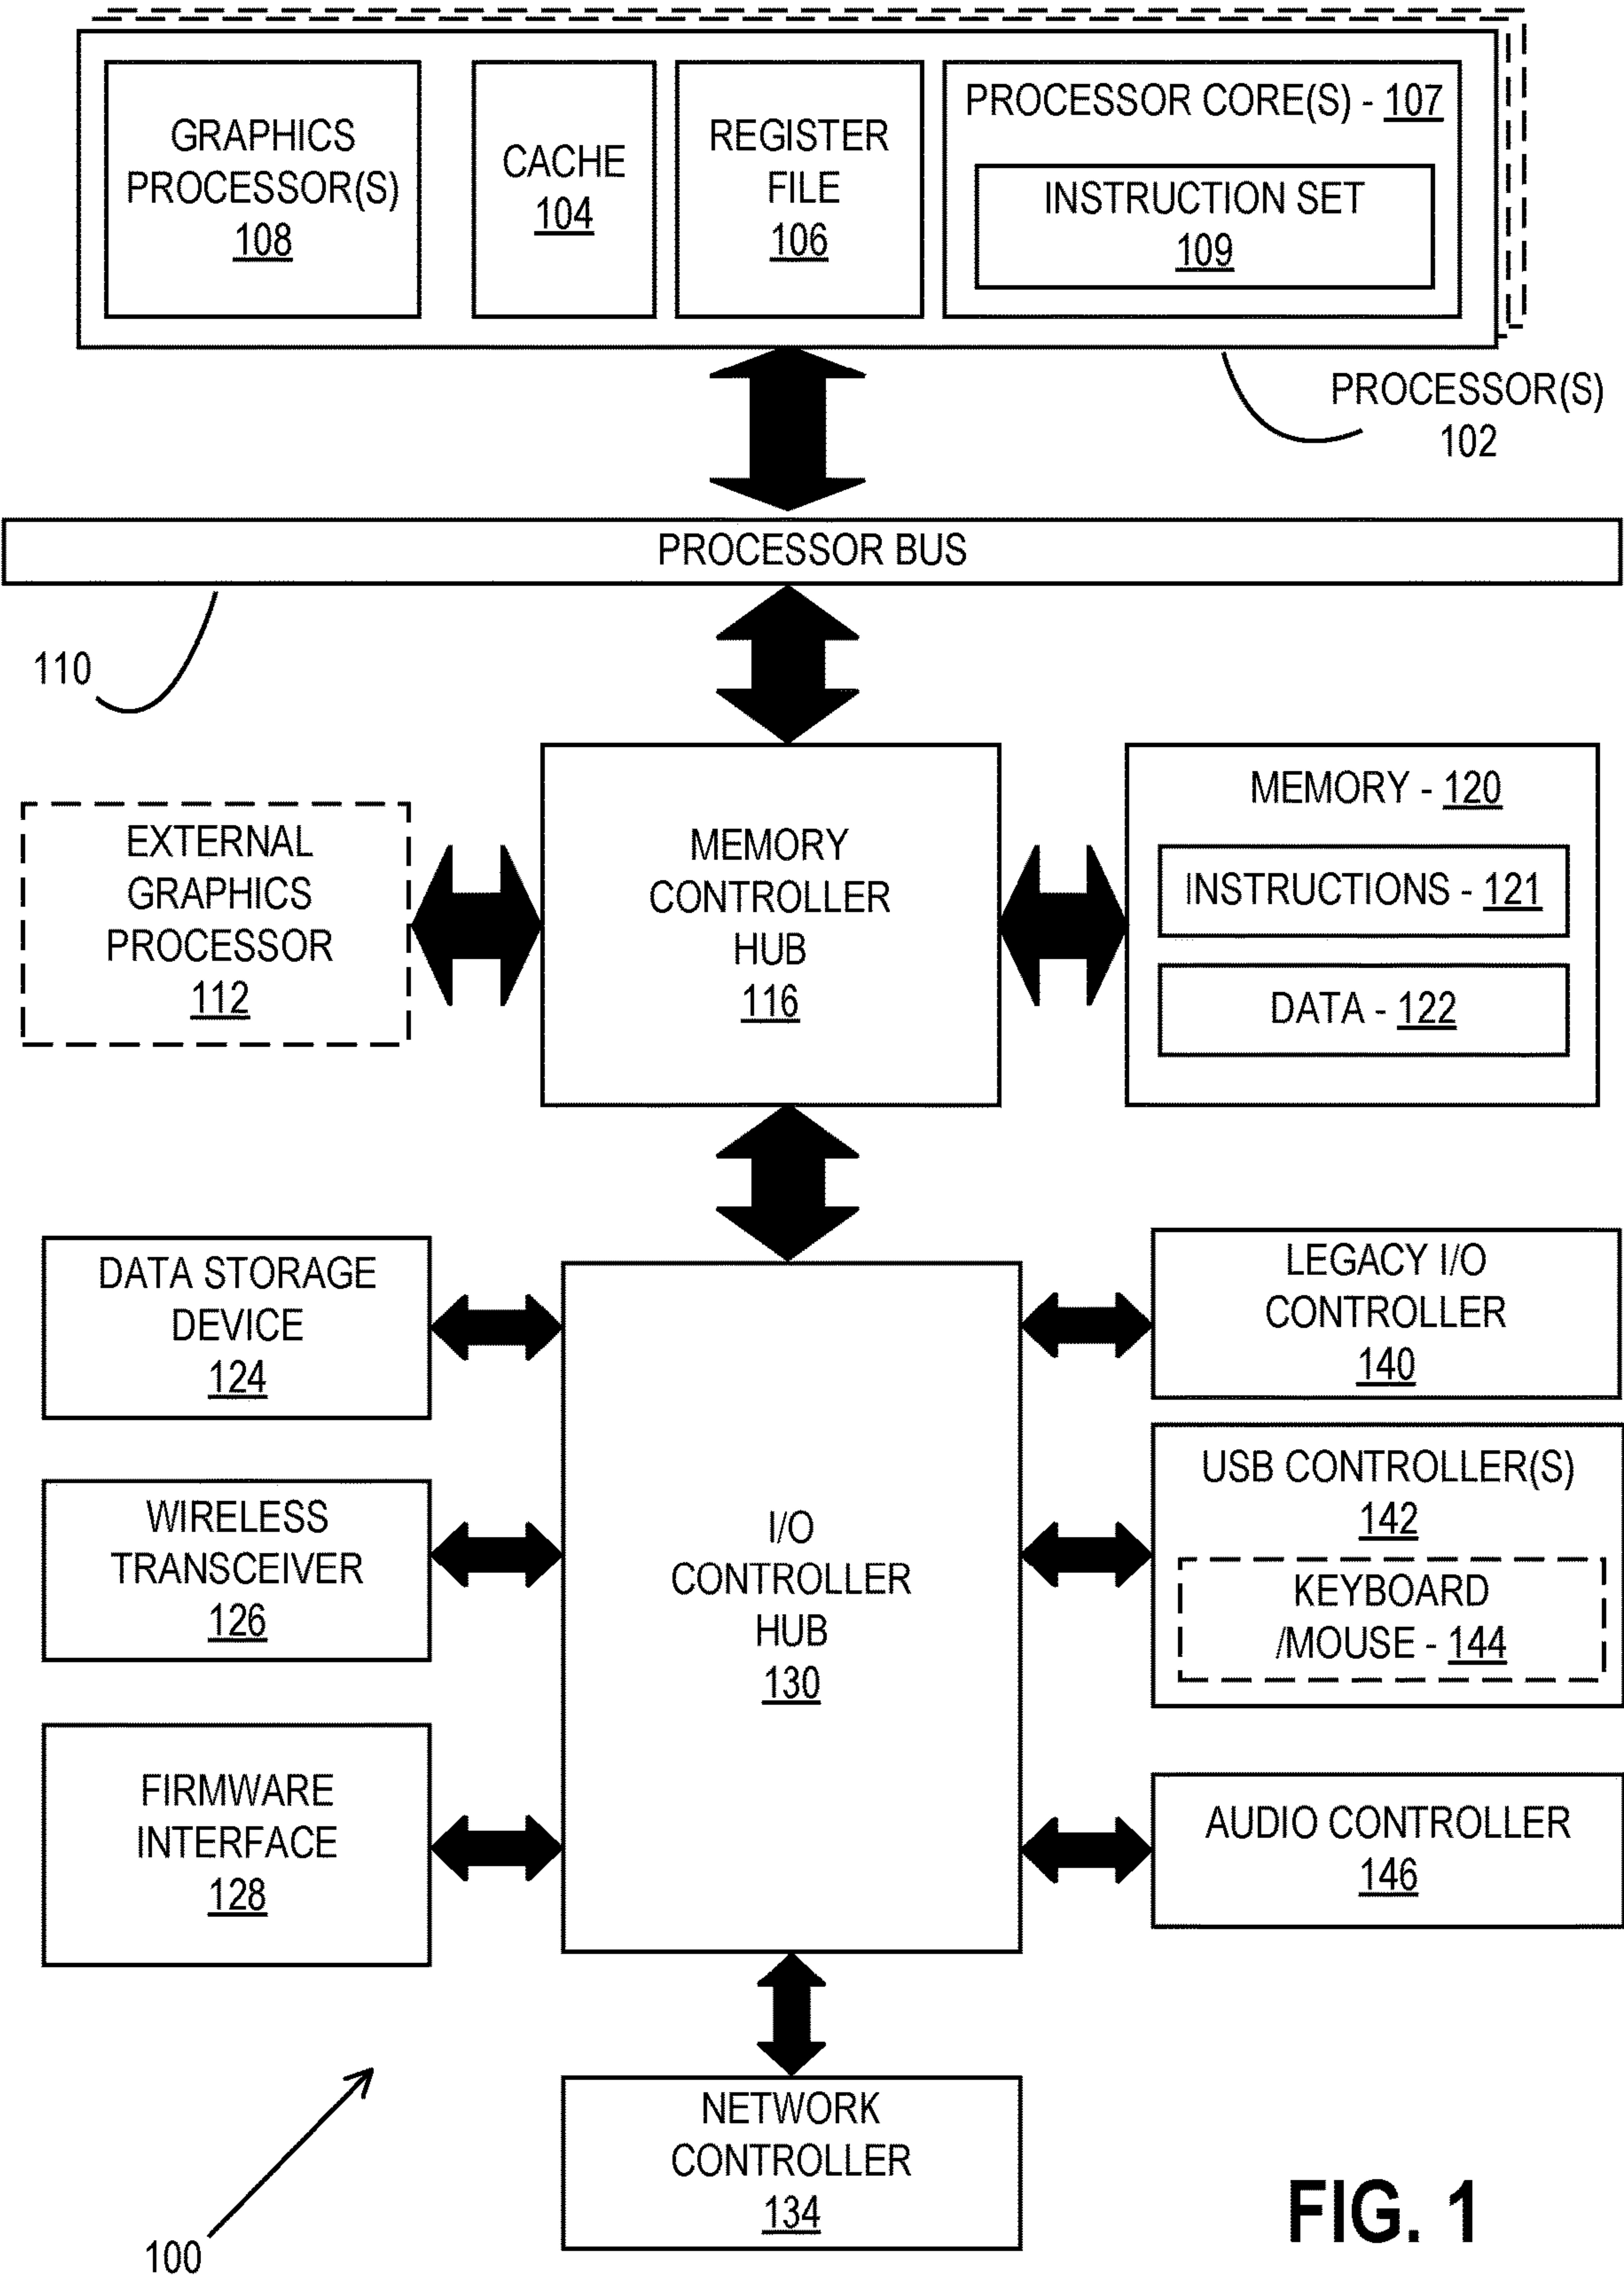 GRAPHICS
PROCESSOR(S)
108
CACHE
104
REGISTER
FILE
106
PROCESSOR CORE(S) - 107
INSTRUCTION SET
109
PROCESSOR(S)
102
PROCESSOR BUS
110
EXTERNAL
GRAPHICS
PROCESSOR
112
MEMORY
CONTROLLER
HUB
116
MEMORY - 120
INSTRUCTIONS - 121
DATA - 122
DATA STORAGE
DEVICE
124
WIRELESS
TRANSCEIVER
126
FIRMWARE
INTERFACE
128
I/O
CONTROLLER
HUB
130
LEGACY I/O
CONTROLLER
140
USB CONTROLLER(S)
142
KEYBOARD
/MOUSE - 144
AUDIO CONTROLLER
146
NETWORK
CONTROLLER
134
100
FIG. 1